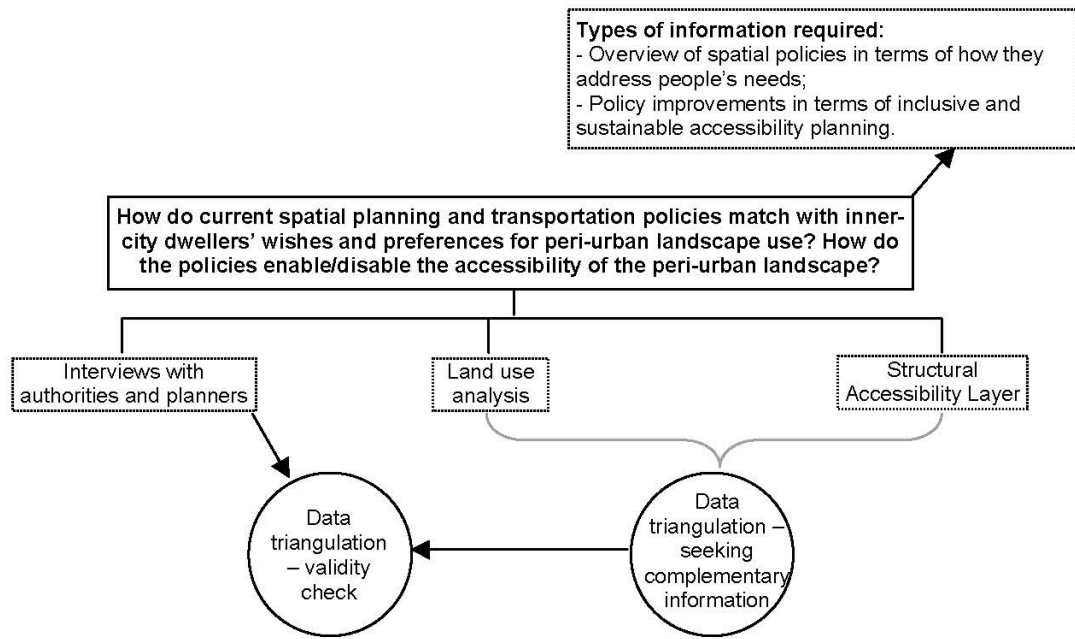 Types of information required:
- Overview of spatial policies in terms of how they
address people's needs;
- Policy improvements in terms of inclusive and
sustainable accessibility planning.
How do current spatial planning and transportation policies match with inner-
city dwellers' wishes and preferences for peri-urban landscape use? How do
the policies enable/disable the accessibility of the peri-urban landscape?
Interviews with
authorities and planners
Land use
analysis
Structural
Accessibility Layer
Data
triangulation
– validity
check
Data
triangulation –
seeking
complementary
information